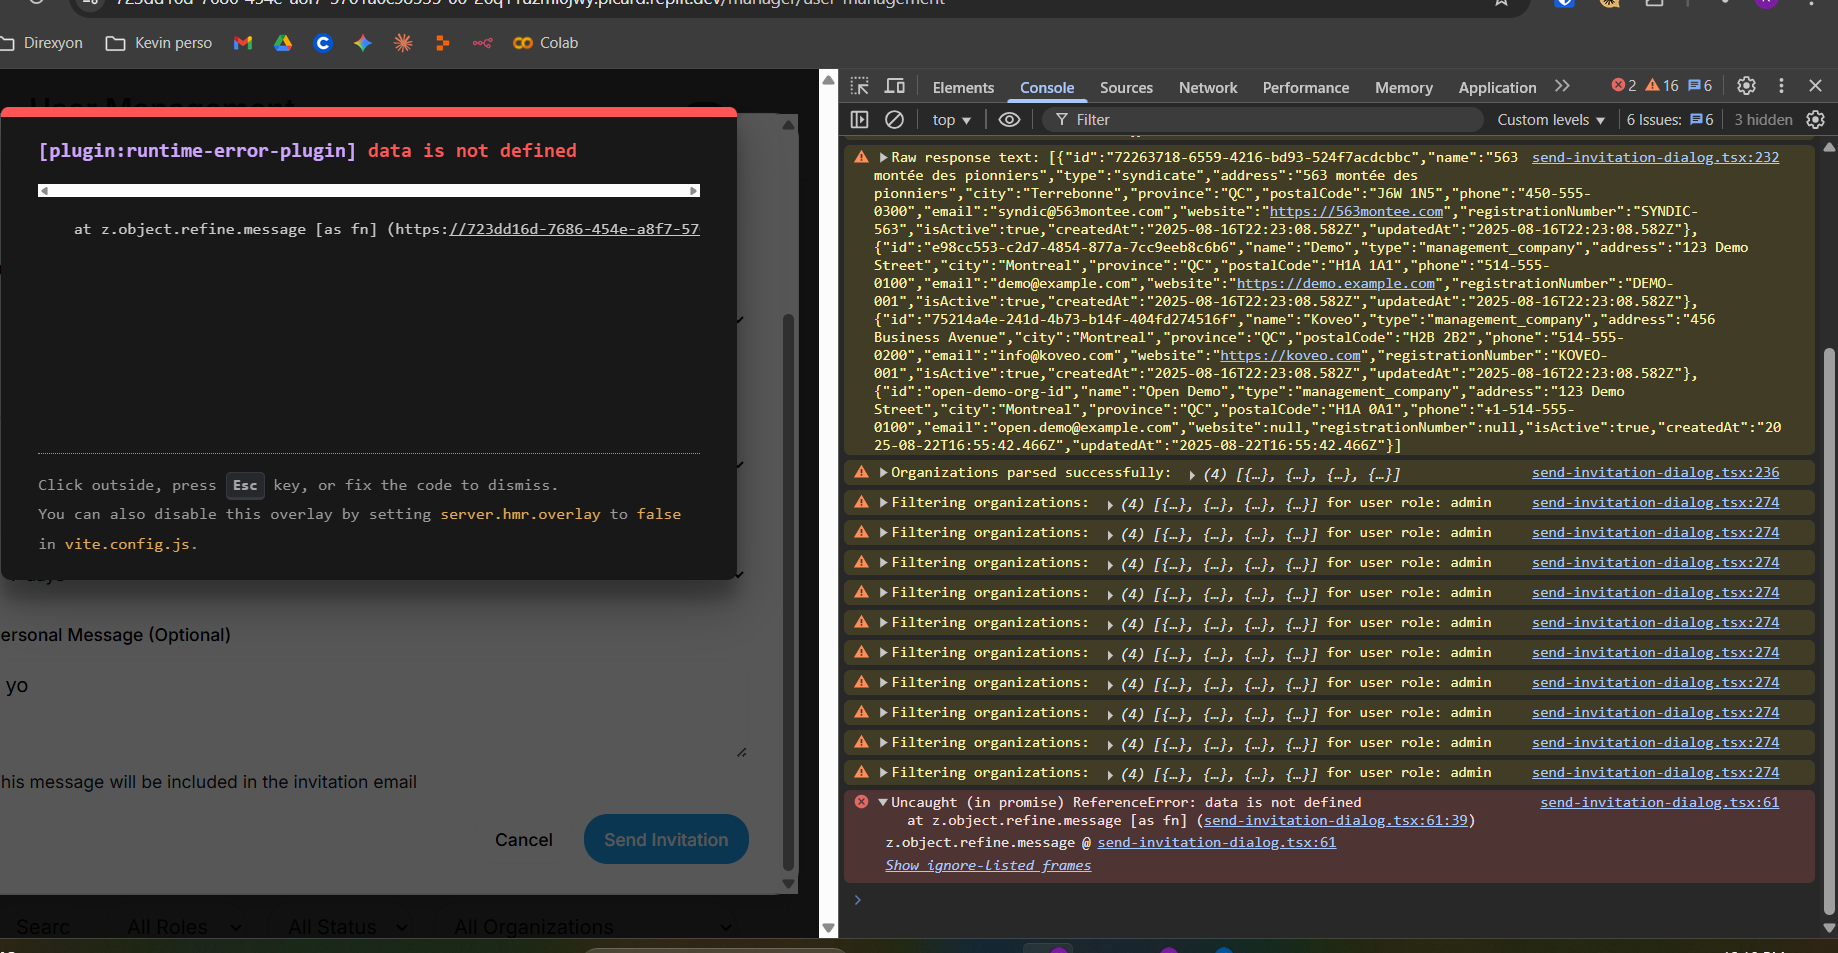 Direxyon
Kevin perso
Colab
User Management
[plugin:runtime-error-plugin] data is not defined
at z.object.refine.message [as fn] (https://723dd16d-7686-454e-a8f7-57
Click outside, press Esc key, or fix the code to dismiss.
You can also disable this overlay by setting server.hmr.overlay to false
in vite.config.js.
days
ersonal Message (Optional)
yo
his message will be included in the invitation email
Cancel
Send Invitation
Searc
All Roles
All Status
All Organizations
Elements
Console
Sources
Network
Performance
Memory
Application
2
16
6
top
Filter
Custom levels
6 Issues:
6
3 hidden
Raw response text: [{"id":"72263718-6559-4216-bd93-524f7acdcbbc","name":"563 send-invitation-dialog.tsx:232
montée des pionniers","type":"syndicate","address":"563 montée des
pionniers","city":"Terrebonne","province":"QC","postalCode":"J6W 1N5","phone":"450-555-
0300","email":"syndic@563montee.com","website":"https://563montee.com","registrationNumber":"SYNDIC-
563","isActive":true,"createdAt":"2025-08-16T22:23:08.582Z","updatedAt":"2025-08-16T22:23:08.582Z"},
{"id":"e98cc553-c2d7-4854-877a-7cc9eeb8c6b6","name":"Demo","type":"management_company","address":"123 Demo
Street","city":"Montreal","province":"QC","postalCode":"H1A 1A1","phone":"514-555-
0100","email":"demo@example.com","website":"https://demo.example.com","registrationNumber":"DEMO-
001","isActive":true,"createdAt":"2025-08-16T22:23:08.582Z","updatedAt":"2025-08-16T22:23:08.582Z"},
{"id":"75214a4e-241d-4b73-b14f-404fd274516f","name":"Koveo","type":"management_company","address":"456
Business Avenue","city":"Montreal","province":"QC","postalCode":"H2B 2B2","phone":"514-555-
0200","email":"info@koveo.com","website":"https://koveo.com","registrationNumber":"KOVEO-
001","isActive":true,"createdAt":"2025-08-16T22:23:08.582Z","updatedAt":"2025-08-16T22:23:08.582Z"},
{"id":"open-demo-org-id","name":"Open Demo","type":"management_company","address":"123 Demo
Street","city":"Montreal","province":"QC","postalCode":"H1A 0A1","phone":"+1-514-555-
0100","email":"open.demo@example.com","website":null,"registrationNumber":null,"isActive":true,"createdAt":"20
25-08-22T16:55:42.466Z","updatedAt":"2025-08-22T16:55:42.466Z"}]
Organizations parsed successfully: (4) [{…}, {…}, {…}, {…}] send-invitation-dialog.tsx:236
Filtering organizations: (4) [{…}, {…}, {…}, {…}] for user role: admin send-invitation-dialog.tsx:274
Filtering organizations: (4) [{…}, {…}, {…}, {…}] for user role: admin send-invitation-dialog.tsx:274
Filtering organizations: (4) [{…}, {…}, {…}, {…}] for user role: admin send-invitation-dialog.tsx:274
Filtering organizations: (4) [{…}, {…}, {…}, {…}] for user role: admin send-invitation-dialog.tsx:274
Filtering organizations: (4) [{…}, {…}, {…}, {…}] for user role: admin send-invitation-dialog.tsx:274
Filtering organizations: (4) [{…}, {…}, {…}, {…}] for user role: admin send-invitation-dialog.tsx:274
Filtering organizations: (4) [{…}, {…}, {…}, {…}] for user role: admin send-invitation-dialog.tsx:274
Filtering organizations: (4) [{…}, {…}, {…}, {…}] for user role: admin send-invitation-dialog.tsx:274
Filtering organizations: (4) [{…}, {…}, {…}, {…}] for user role: admin send-invitation-dialog.tsx:274
Filtering organizations: (4) [{…}, {…}, {…}, {…}] for user role: admin send-invitation-dialog.tsx:274
Uncaught (in promise) ReferenceError: data is not defined send-invitation-dialog.tsx:61
at z.object.refine.message [as fn] (send-invitation-dialog.tsx:61:39)
z.object.refine.message @ send-invitation-dialog.tsx:61
Show ignore-listed frames